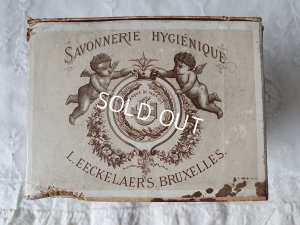 SAVONNERIE HYGIÉNIQUE
SOLD OUT
L. EECKELAERS. BRUXELLES.